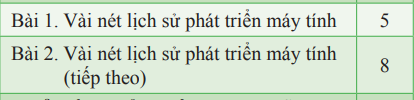 Bài 1. Vài nét lịch sử phát triển máy tính 5
Bài 2. Vài nét lịch sử phát triển máy tính
(tiếp theo) 8